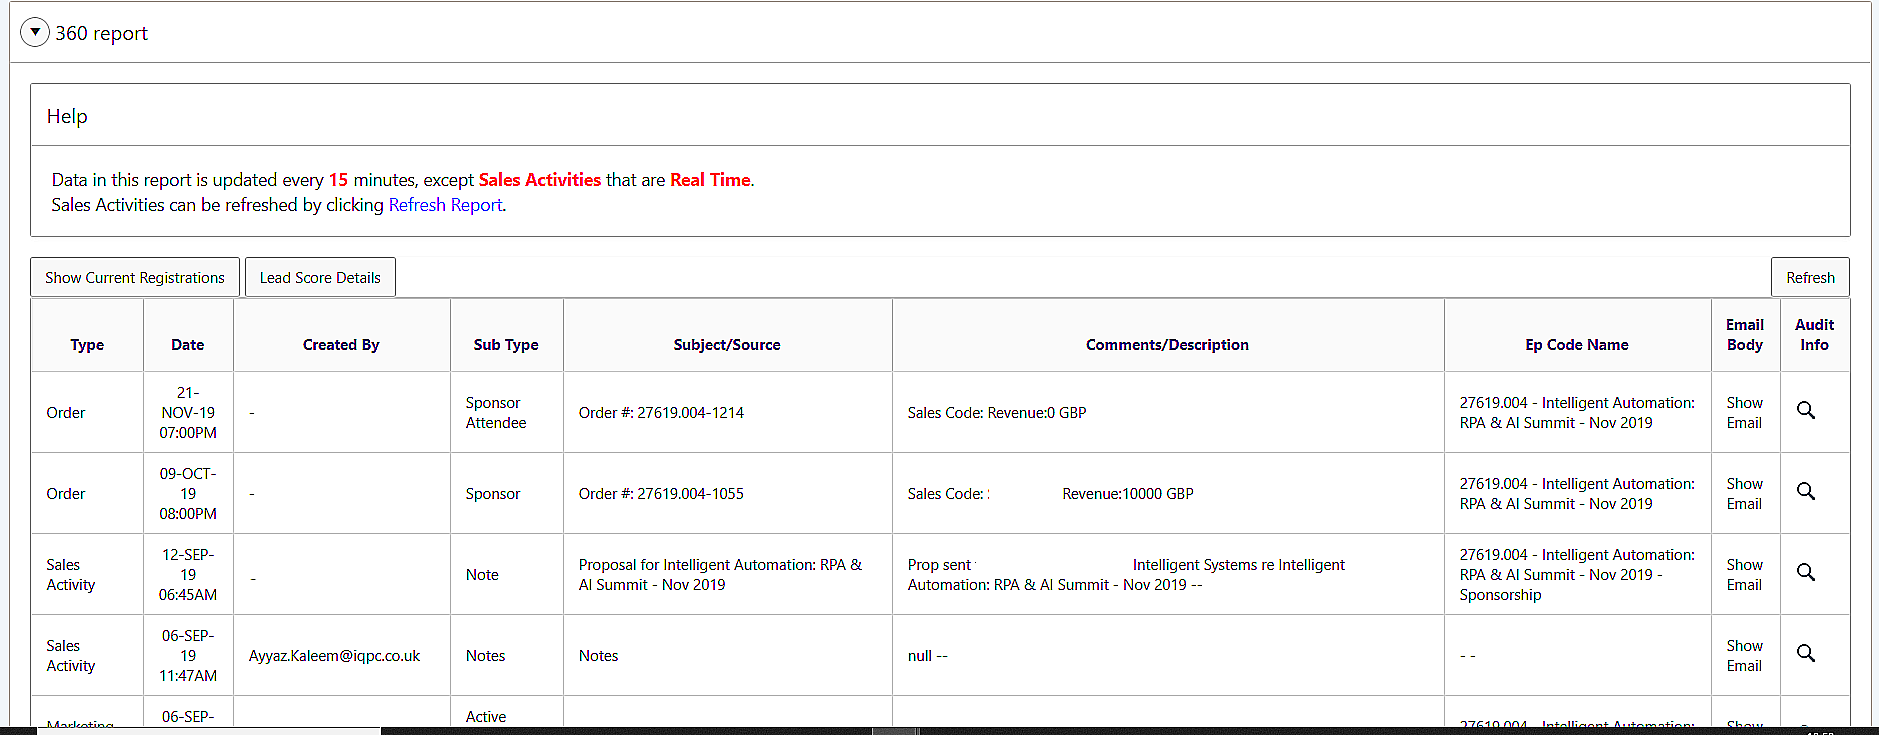 360 report
Help
Data in this report is updated every 15 minutes, except Sales Activities that are Real Time.
Sales Activities can be refreshed by clicking Refresh Report.
Show Current Registrations
Lead Score Details
Refresh
Type
Date
Created By
Sub Type
Subject/Source
Comments/Description
Ep Code Name
Email
Body
Audit
Info
Order
21-
NOV-19
07:00PM
-
Sponsor
Attendee
Order #: 27619.004-1214
Sales Code: Revenue:0 GBP
27619.004 - Intelligent Automation:
RPA & AI Summit - Nov 2019
Show
Email
Order
09-OCT-
19
08:00PM
-
Sponsor
Order #: 27619.004-1055
Sales Code: Revenue:10000 GBP
27619.004 - Intelligent Automation:
RPA & AI Summit - Nov 2019
Show
Email
Sales
Activity
12-SEP-
19
06:45AM
-
Note
Proposal for Intelligent Automation: RPA &
AI Summit - Nov 2019
Prop sent Intelligent Systems re Intelligent
Automation: RPA & AI Summit - Nov 2019 --
27619.004 - Intelligent Automation:
RPA & AI Summit - Nov 2019 -
Sponsorship
Show
Email
Sales
Activity
06-SEP-
19
11:47AM
Ayyaz.Kaleem@iqpc.co.uk
Notes
Notes
null --
- -
Show
Email
Marketing
06-SEP-
Active
27619.004 - Intelligent Automation:
Show